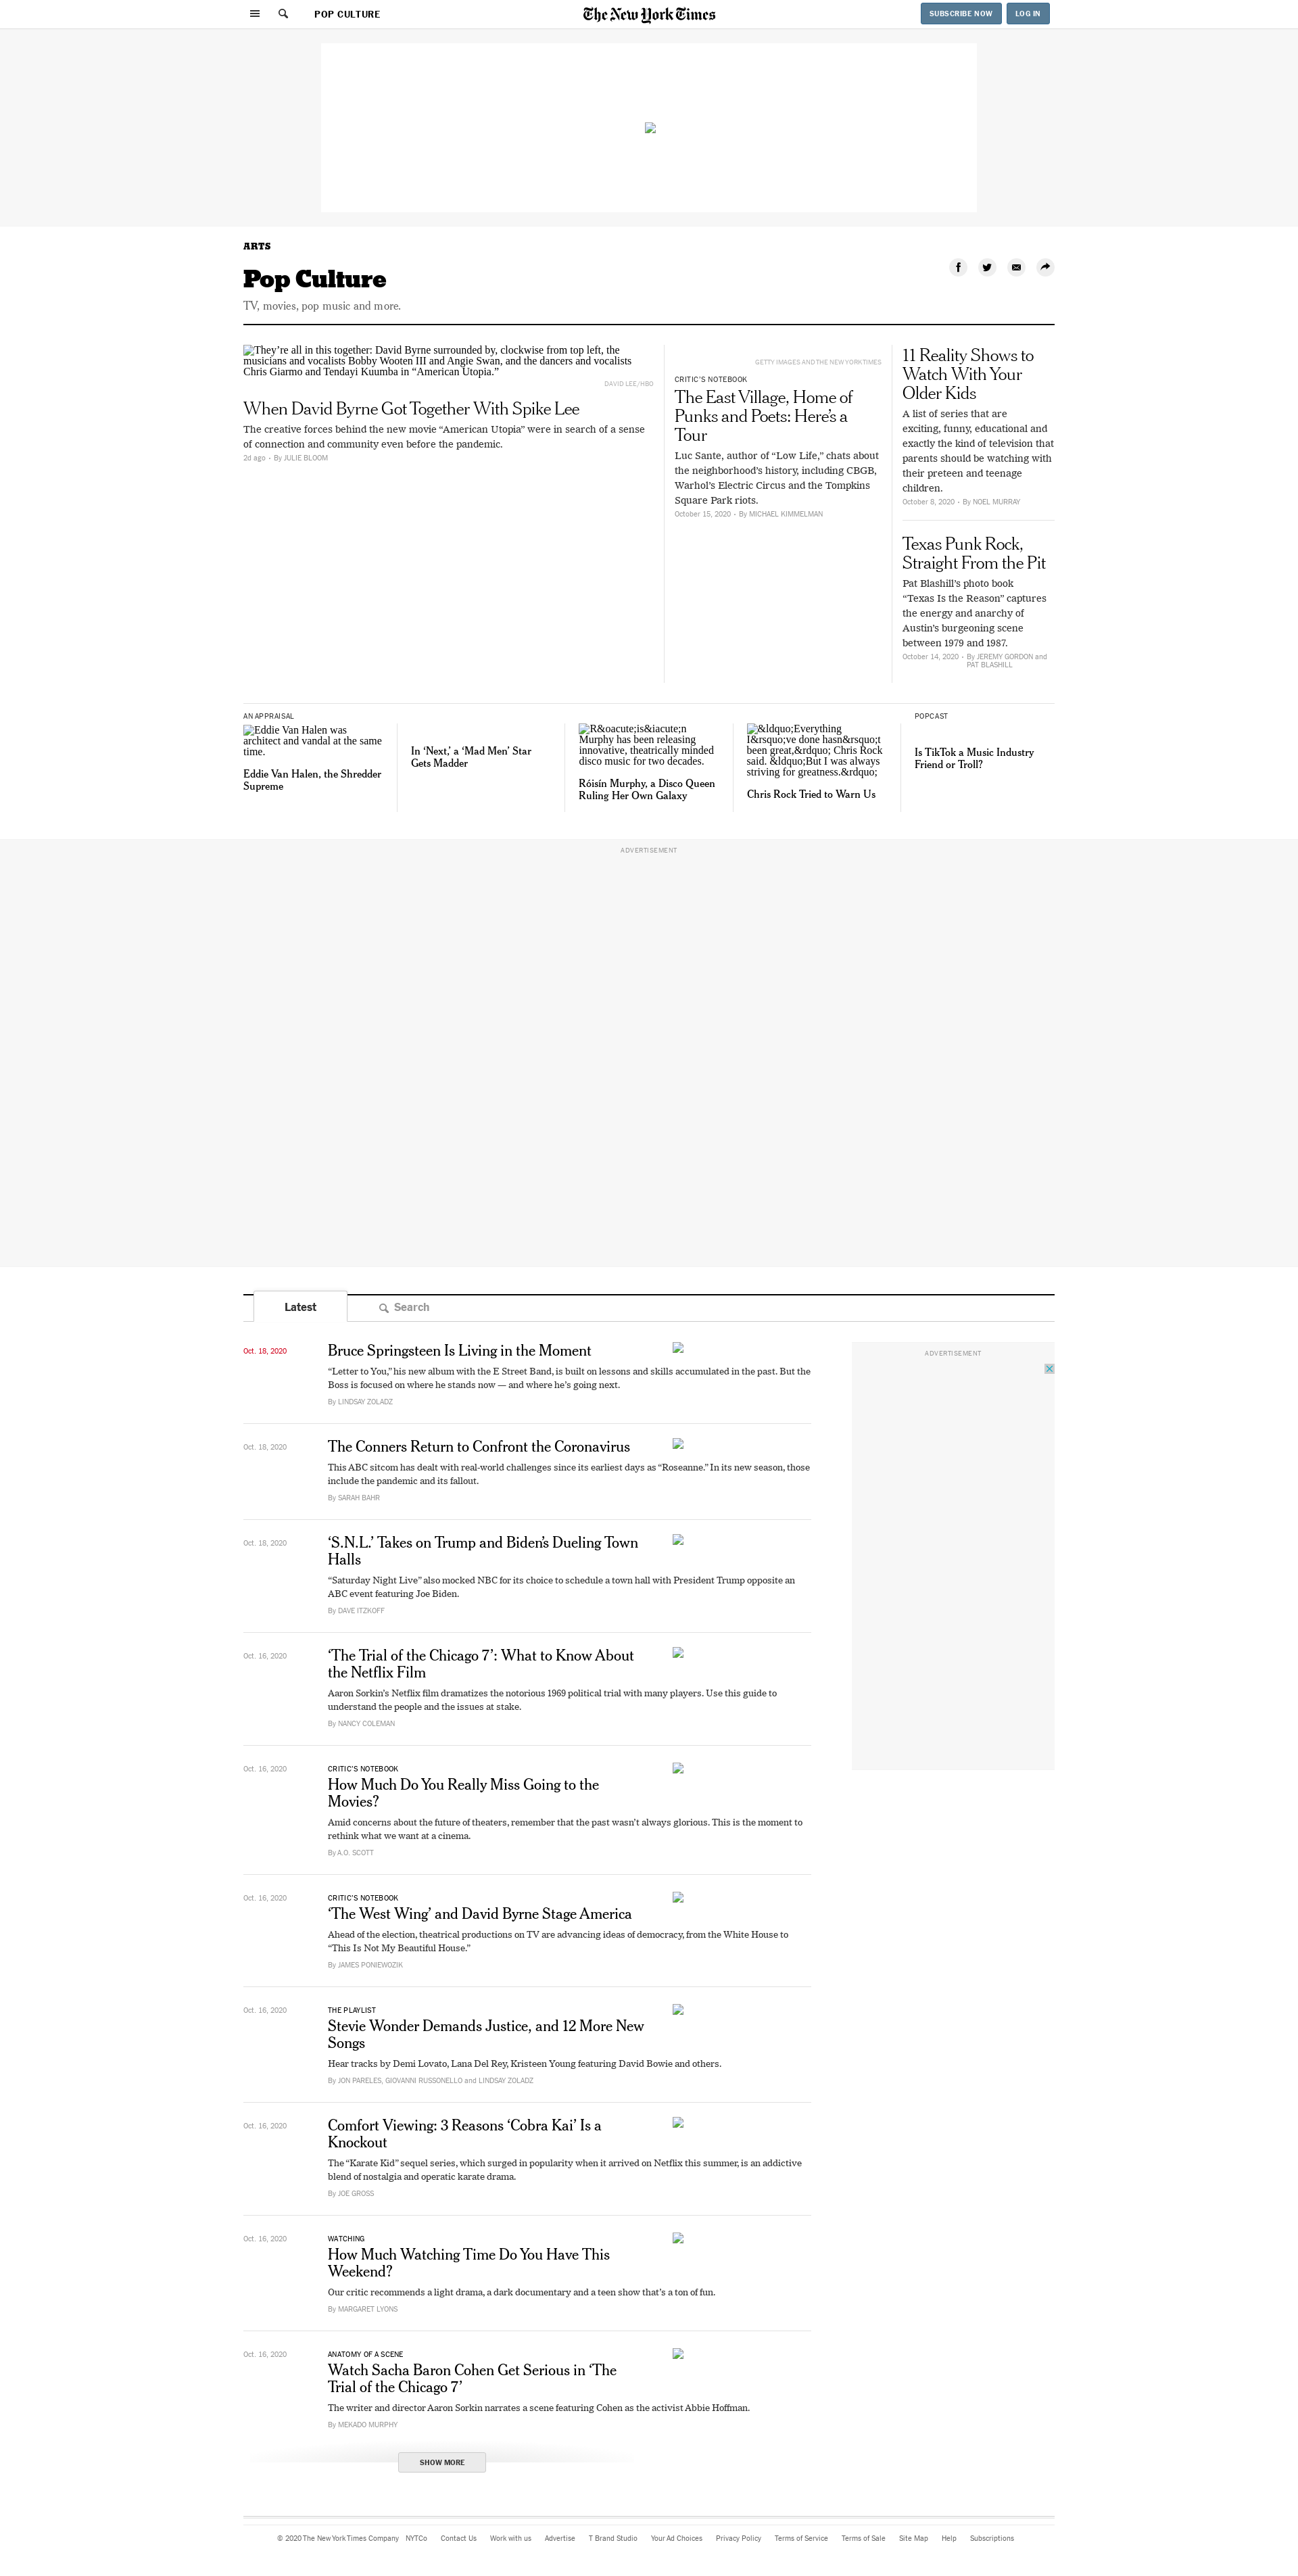 POP CULTURE
The New York Times
SUBSCRIBE NOW
LOG IN
ARTS
Pop Culture
TV, movies, pop music and more.
They’re all in this together: David Byrne surrounded by, clockwise from top left, the
musicians and vocalists Bobby Wooten III and Angie Swan, and the dancers and vocalists
Chris Giarmo and Tendayi Kuumba in “American Utopia.”
DAVID LEE/HBO
When David Byrne Got Together With Spike Lee
The creative forces behind the new movie “American Utopia” were in search of a sense
of connection and community even before the pandemic.
2d ago • By JULIE BLOOM
GETTY IMAGES AND THE NEW YORK TIMES
CRITIC’S NOTEBOOK
The East Village, Home of
Punks and Poets: Here’s a
Tour
Luc Sante, author of “Low Life,” chats about
the neighborhood’s history, including CBGB,
Warhol’s Electric Circus and the Tompkins
Square Park riots.
October 15, 2020 • By MICHAEL KIMMELMAN
11 Reality Shows to
Watch With Your
Older Kids
A list of series that are
exciting, funny, educational and
exactly the kind of television that
parents should be watching with
their preteen and teenage
children.
October 8, 2020 • By NOEL MURRAY
Texas Punk Rock,
Straight From the Pit
Pat Blashill’s photo book
“Texas Is the Reason” captures
the energy and anarchy of
Austin’s burgeoning scene
between 1979 and 1987.
October 14, 2020 • By JEREMY GORDON and
PAT BLASHILL
AN APPRAISAL
Eddie Van Halen was
architect and vandal at the same
time.
Eddie Van Halen, the Shredder
Supreme
In ‘Next,’ a ‘Mad Men’ Star
Gets Madder
R&oacute;is&iacute;n
Murphy has been releasing
innovative, theatrically minded
disco music for two decades.
Róisín Murphy, a Disco Queen
Ruling Her Own Galaxy
&ldquo;Everything
I&rsquo;ve done hasn&rsquo;t
been great,&rdquo; Chris Rock
said. &ldquo;But I was always
striving for greatness.&rdquo;
Chris Rock Tried to Warn Us
POPCAST
Is TikTok a Music Industry
Friend or Troll?
ADVERTISEMENT
Latest
Search
Oct. 18, 2020
Bruce Springsteen Is Living in the Moment
“Letter to You,” his new album with the E Street Band, is built on lessons and skills accumulated in the past. But the
Boss is focused on where he stands now — and where he’s going next.
By LINDSAY ZOLADZ
ADVERTISEMENT
Oct. 18, 2020
The Conners Return to Confront the Coronavirus
This ABC sitcom has dealt with real-world challenges since its earliest days as “Roseanne.” In its new season, those
include the pandemic and its fallout.
By SARAH BAHR
Oct. 18, 2020
‘S.N.L.’ Takes on Trump and Biden’s Dueling Town
Halls
“Saturday Night Live” also mocked NBC for its choice to schedule a town hall with President Trump opposite an
ABC event featuring Joe Biden.
By DAVE ITZKOFF
Oct. 16, 2020
‘The Trial of the Chicago 7’: What to Know About
the Netflix Film
Aaron Sorkin’s Netflix film dramatizes the notorious 1969 political trial with many players. Use this guide to
understand the people and the issues at stake.
By NANCY COLEMAN
Oct. 16, 2020
CRITIC’S NOTEBOOK
How Much Do You Really Miss Going to the
Movies?
Amid concerns about the future of theaters, remember that the past wasn’t always glorious. This is the moment to
rethink what we want at a cinema.
By A.O. SCOTT
Oct. 16, 2020
CRITIC’S NOTEBOOK
‘The West Wing’ and David Byrne Stage America
Ahead of the election, theatrical productions on TV are advancing ideas of democracy, from the White House to
“This Is Not My Beautiful House.”
By JAMES PONIEWOZIK
Oct. 16, 2020
THE PLAYLIST
Stevie Wonder Demands Justice, and 12 More New
Songs
Hear tracks by Demi Lovato, Lana Del Rey, Kristeen Young featuring David Bowie and others.
By JON PARELES, GIOVANNI RUSSONELLO and LINDSAY ZOLADZ
Oct. 16, 2020
Comfort Viewing: 3 Reasons ‘Cobra Kai’ Is a
Knockout
The “Karate Kid” sequel series, which surged in popularity when it arrived on Netflix this summer, is an addictive
blend of nostalgia and operatic karate drama.
By JOE GROSS
Oct. 16, 2020
WATCHING
How Much Watching Time Do You Have This
Weekend?
Our critic recommends a light drama, a dark documentary and a teen show that’s a ton of fun.
By MARGARET LYONS
Oct. 16, 2020
ANATOMY OF A SCENE
Watch Sacha Baron Cohen Get Serious in ‘The
Trial of the Chicago 7’
The writer and director Aaron Sorkin narrates a scene featuring Cohen as the activist Abbie Hoffman.
By MEKADO MURPHY
SHOW MORE
© 2020 The New York Times Company NYTCo Contact Us Work with us Advertise T Brand Studio Your Ad Choices Privacy Policy Terms of Service Terms of Sale Site Map Help Subscriptions